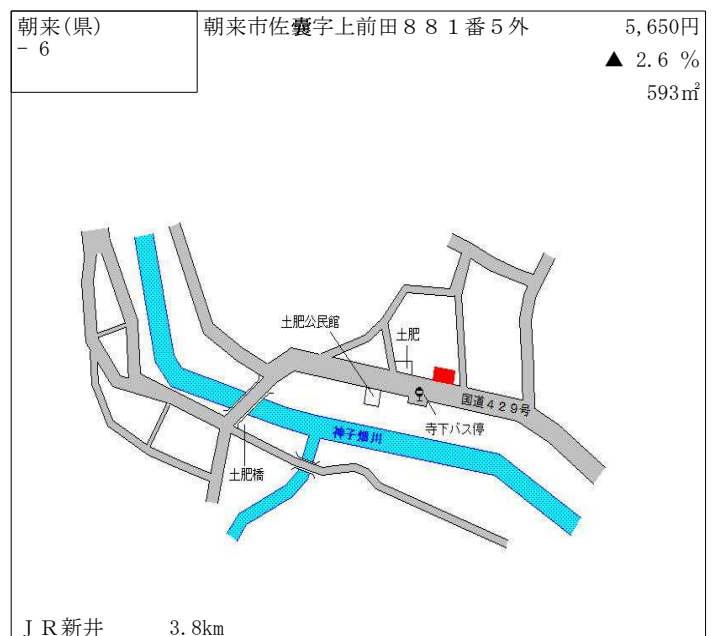 朝来(県)
－ 6
朝来市佐嚢字上前田８８１番５外
5,650円
▲ 2.6 %
593㎡
土肥公民館
土肥
国道４２９号
寺下バス停
神子畑川
土肥橋
ＪＲ新井 3.8km